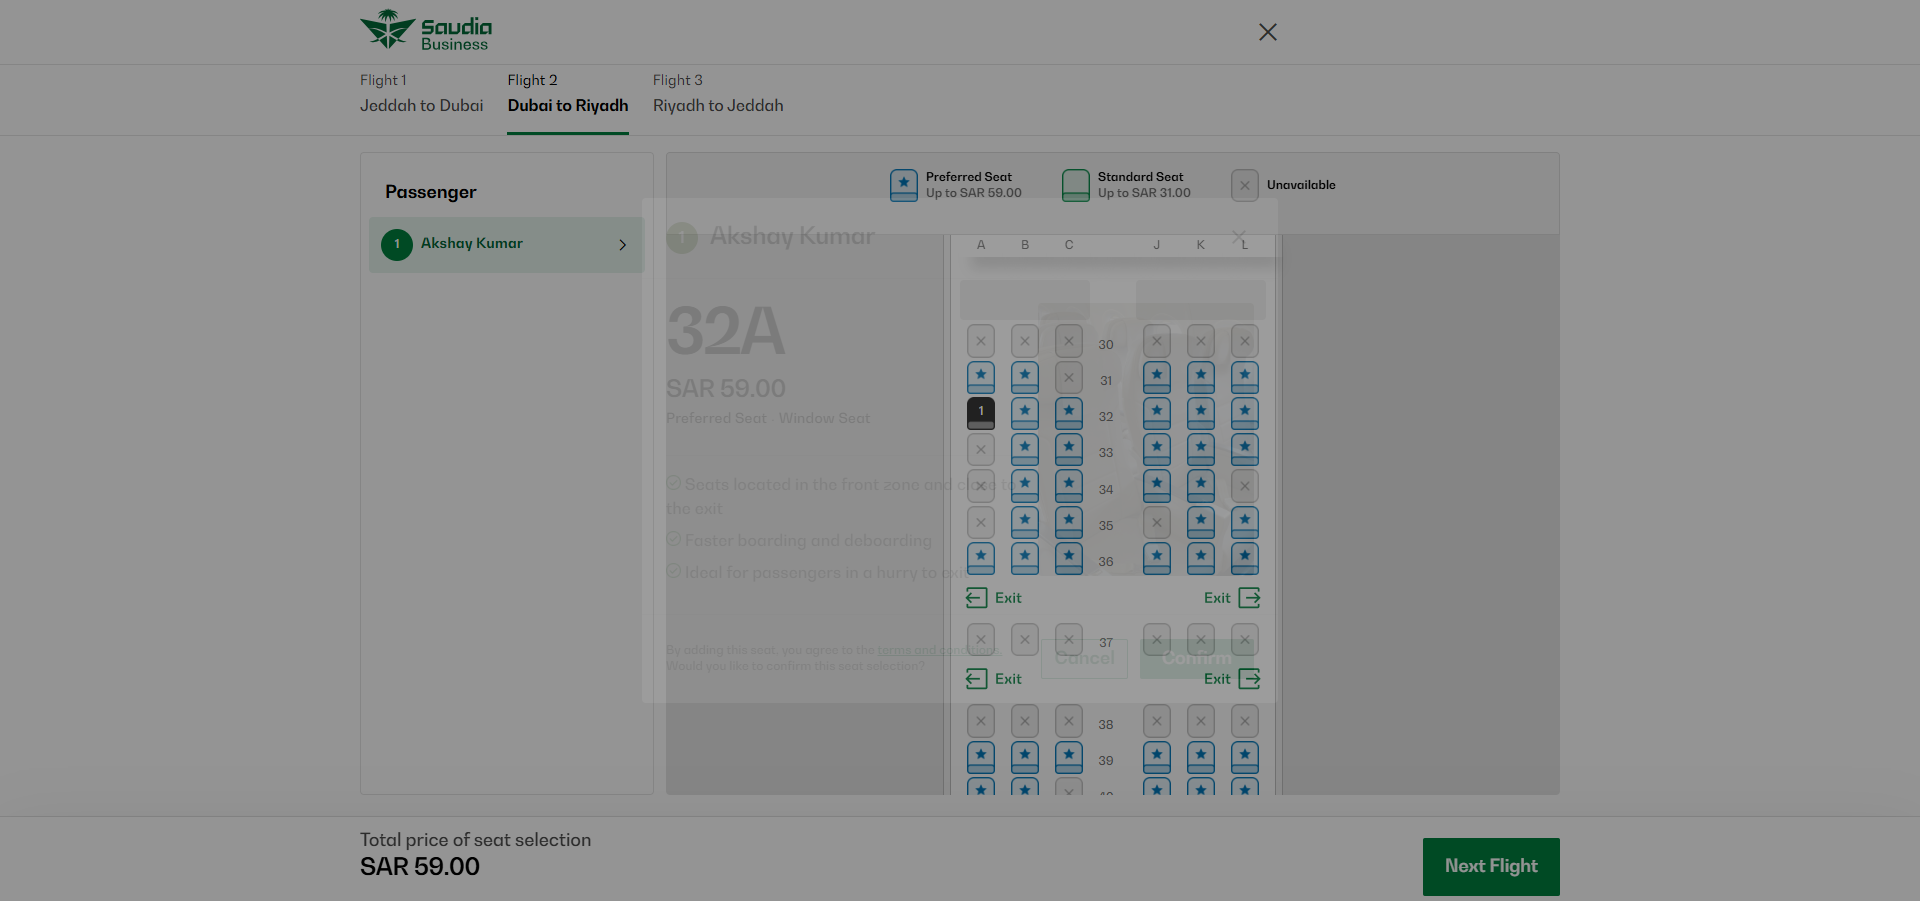 Saudia
Business
Flight 1
Jeddah to Dubai
Flight 2
Dubai to Riyadh
Flight 3
Riyadh to Jeddah
Passenger
1 Akshay Kumar
Preferred Seat
Up to SAR 59.00
Standard Seat
Up to SAR 31.00
Unavailable
1 Akshay Kumar
32A
SAR 59.00
Preferred Seat - Window Seat
Seats located in the front zone and close to
the exit
Faster boarding and deboarding
Ideal for passengers in a hurry to exit
By adding this seat, you agree to the terms and conditions.
Would you like to confirm this seat selection?
Cancel
Confirm
A B C J K L
30
31
1 32
33
34
35
36
Exit Exit
37
Exit Exit
38
39
Total price of seat selection
SAR 59.00
Next Flight